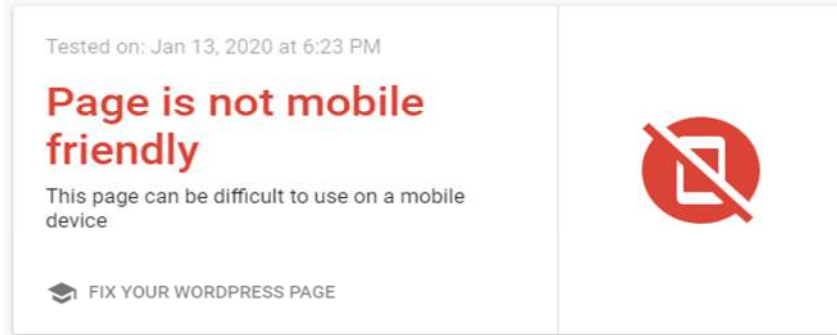 Tested on: Jan 13, 2020 at 6:23 PM
Page is not mobile
friendly
This page can be difficult to use on a mobile
device
FIX YOUR WORDPRESS PAGE